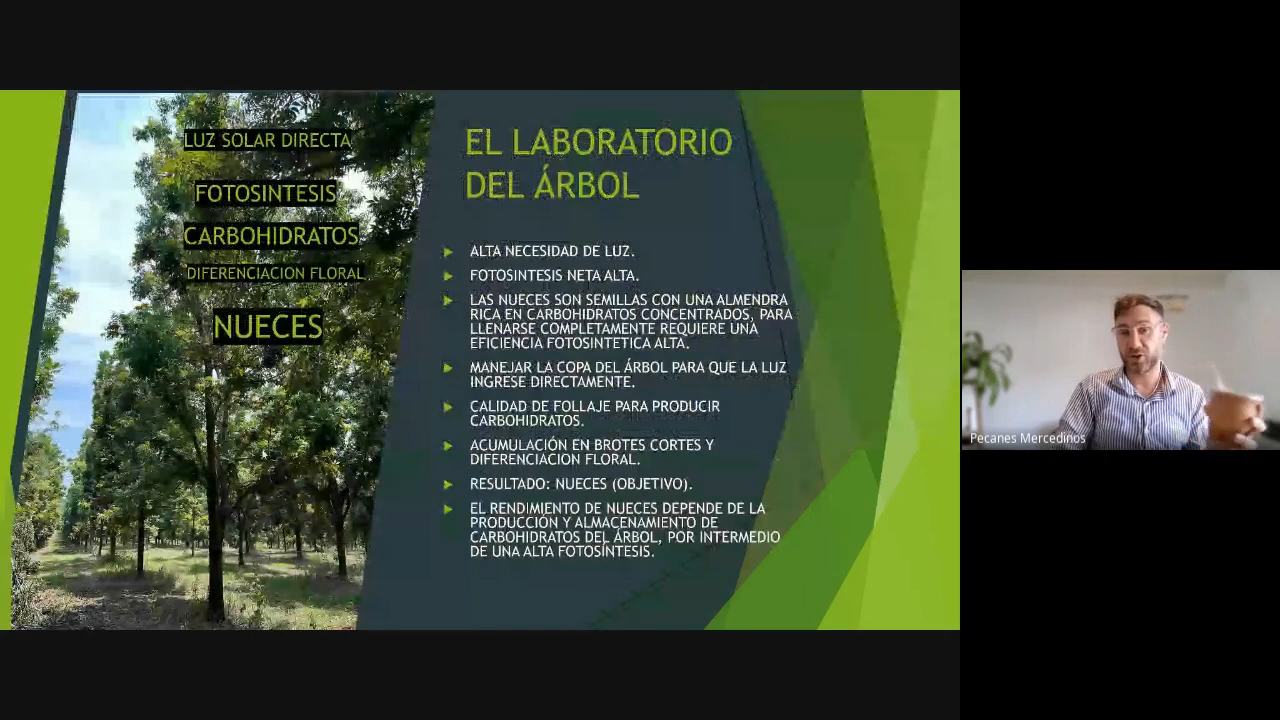 LUZ SOLAR DIRECTA
FOTOSINTESIS
CARBOHIDRATOS
DIFERENCIACION FLORAL
NUECES
EL LABORATORIO
DEL ÁRBOL
ALTA NECESIDAD DE LUZ.
FOTOSINTESIS NETA ALTA.
LAS NUECES SON SEMILLAS CON UNA ALMENDRA
RICA EN CARBOHIDRATOS CONCENTRADOS, PARA
LLENARSE COMPLETAMENTE REQUIERE UNA
EFICIENCIA FOTOSINTETICA ALTA.
MANEJAR LA COPA DEL ÁRBOL PARA QUE LA LUZ
INGRESE DIRECTAMENTE.
CALIDAD DE FOLLAJE PARA PRODUCIR
CARBOHIDRATOS.
ACUMULACIÓN EN BROTES CORTES Y
DIFERENCIACION FLORAL.
RESULTADO: NUECES (OBJETIVO).
EL RENDIMIENTO DE NUECES DEPENDE DE LA
PRODUCCIÓN Y ALMACENAMIENTO DE
CARBOHIDRATOS DEL ÁRBOL, POR INTERMEDIO
DE UNA ALTA FOTOSÍNTESIS.
Pecanes Mercedinos